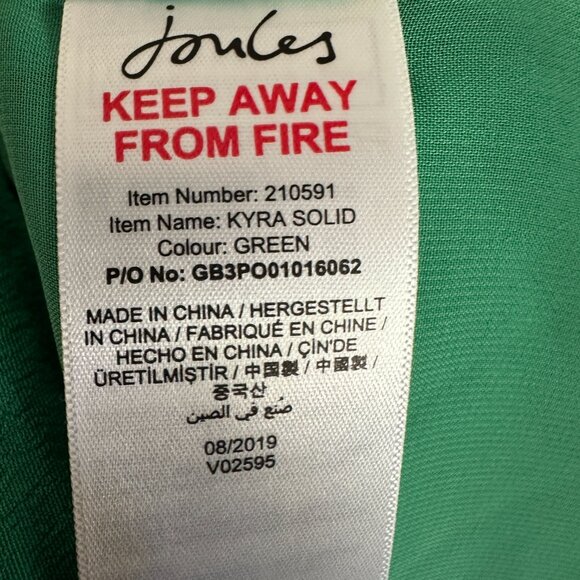 Joules
KEEP AWAY
FROM FIRE
Item Number: 210591
Item Name: KYRA SOLID
Colour: GREEN
P/O No: GB3PO01016062
MADE IN CHINA / HERGESTELLT
IN CHINA / FABRIQUÉ EN CHINE /
HECHO EN CHINA / ÇİN'DE
ÜRETİLMİŞTİR / 中国製 / 中國製 /
중국산
صُنع في الصين
08/2019
V02595